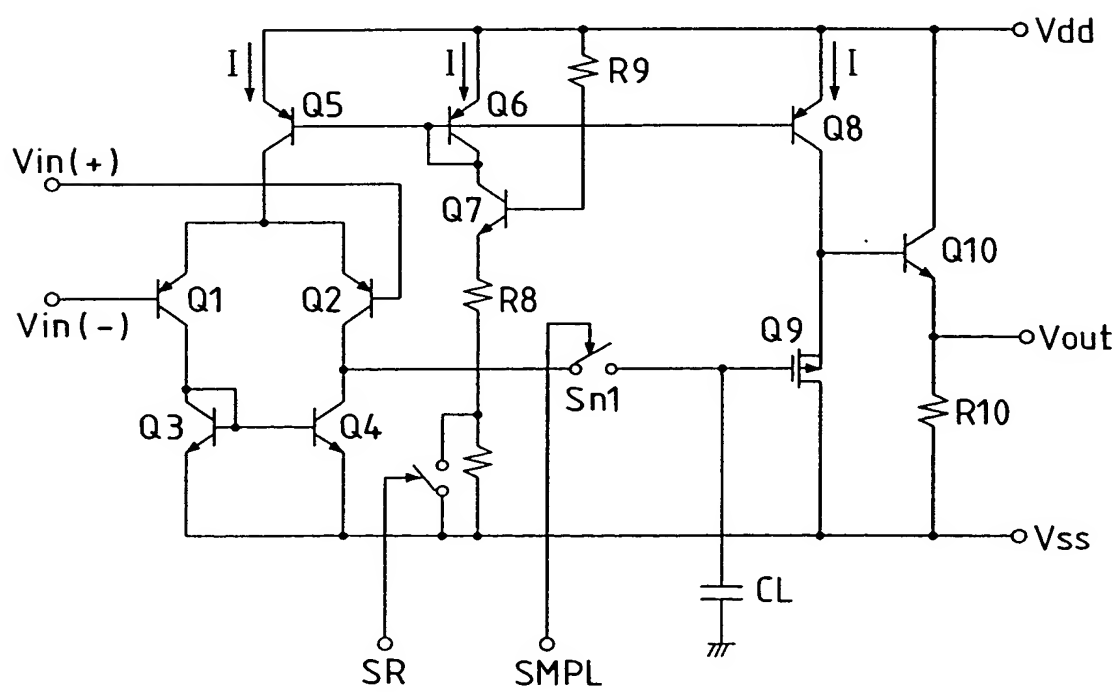 Vdd
I
I
I
R9
Q5
Q6
Q8
Vin(+)
Q7
Q10
Q1
Q2
R8
Vin(-)
Q9
Vout
Sn1
Q3
Q4
R10
Vss
CL
SR
SMPL